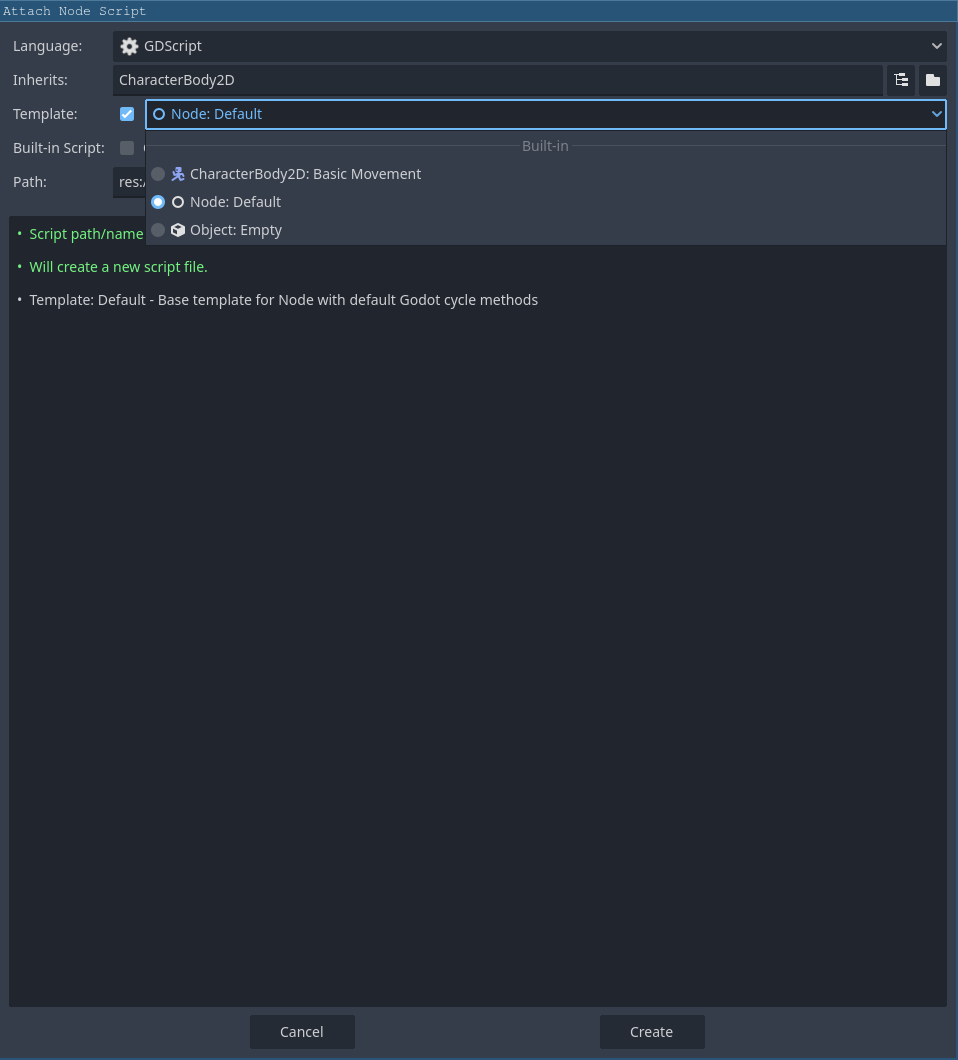 Attach Node Script
Language: GDScript
Inherits: CharacterBody2D
Template: Node: Default
Built-in
Built-in Script:
CharacterBody2D: Basic Movement
Path: res:/
Node: Default
Object: Empty
• Script path/name
• Will create a new script file.
• Template: Default - Base template for Node with default Godot cycle methods
Cancel Create